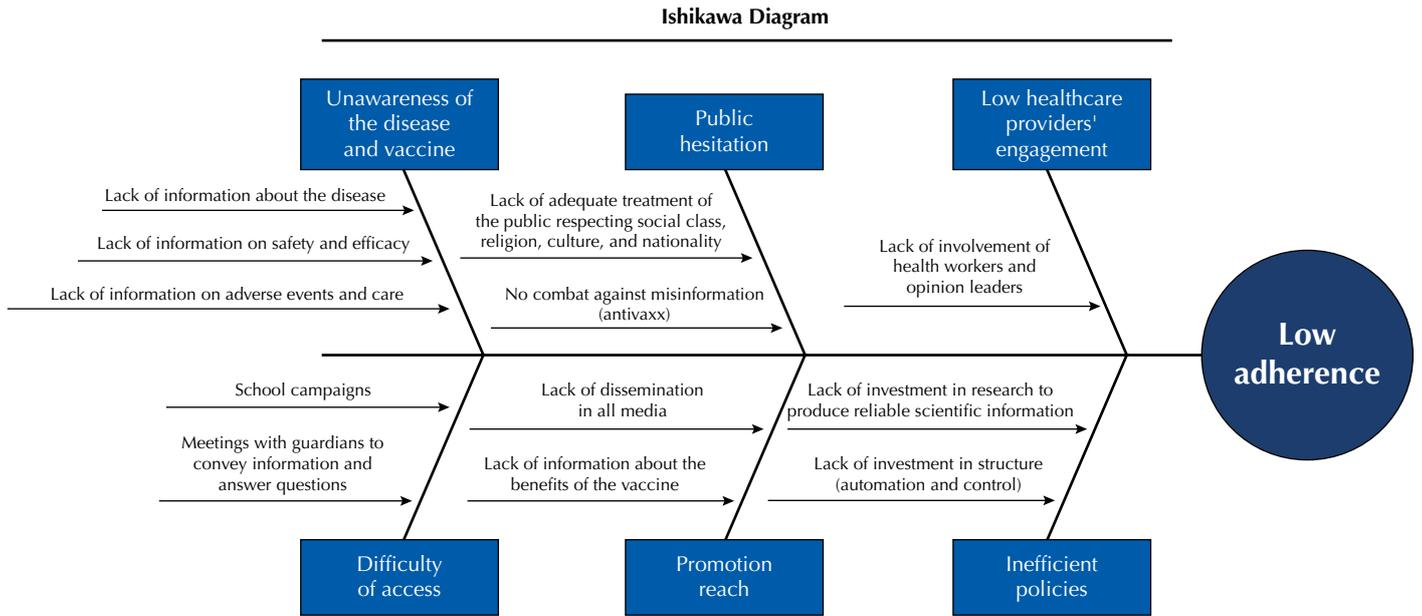 Ishikawa Diagram
Unawareness of
the disease
and vaccine
Public
hesitation
Low healthcare
providers'
engagement
Lack of information about the disease
Lack of information on safety and efficacy
Lack of information on adverse events and care
Lack of adequate treatment of
the public respecting social class,
religion, culture, and nationality
No combat against misinformation
(antivaxx)
Lack of involvement of
health workers and
opinion leaders
Low
adherence
School campaigns
Meetings with guardians to
convey information and
answer questions
Lack of dissemination
in all media
Lack of information about the
benefits of the vaccine
Lack of investment in research to
produce reliable scientific information
Lack of investment in structure
(automation and control)
Difficulty
of access
Promotion
reach
Inefficient
policies